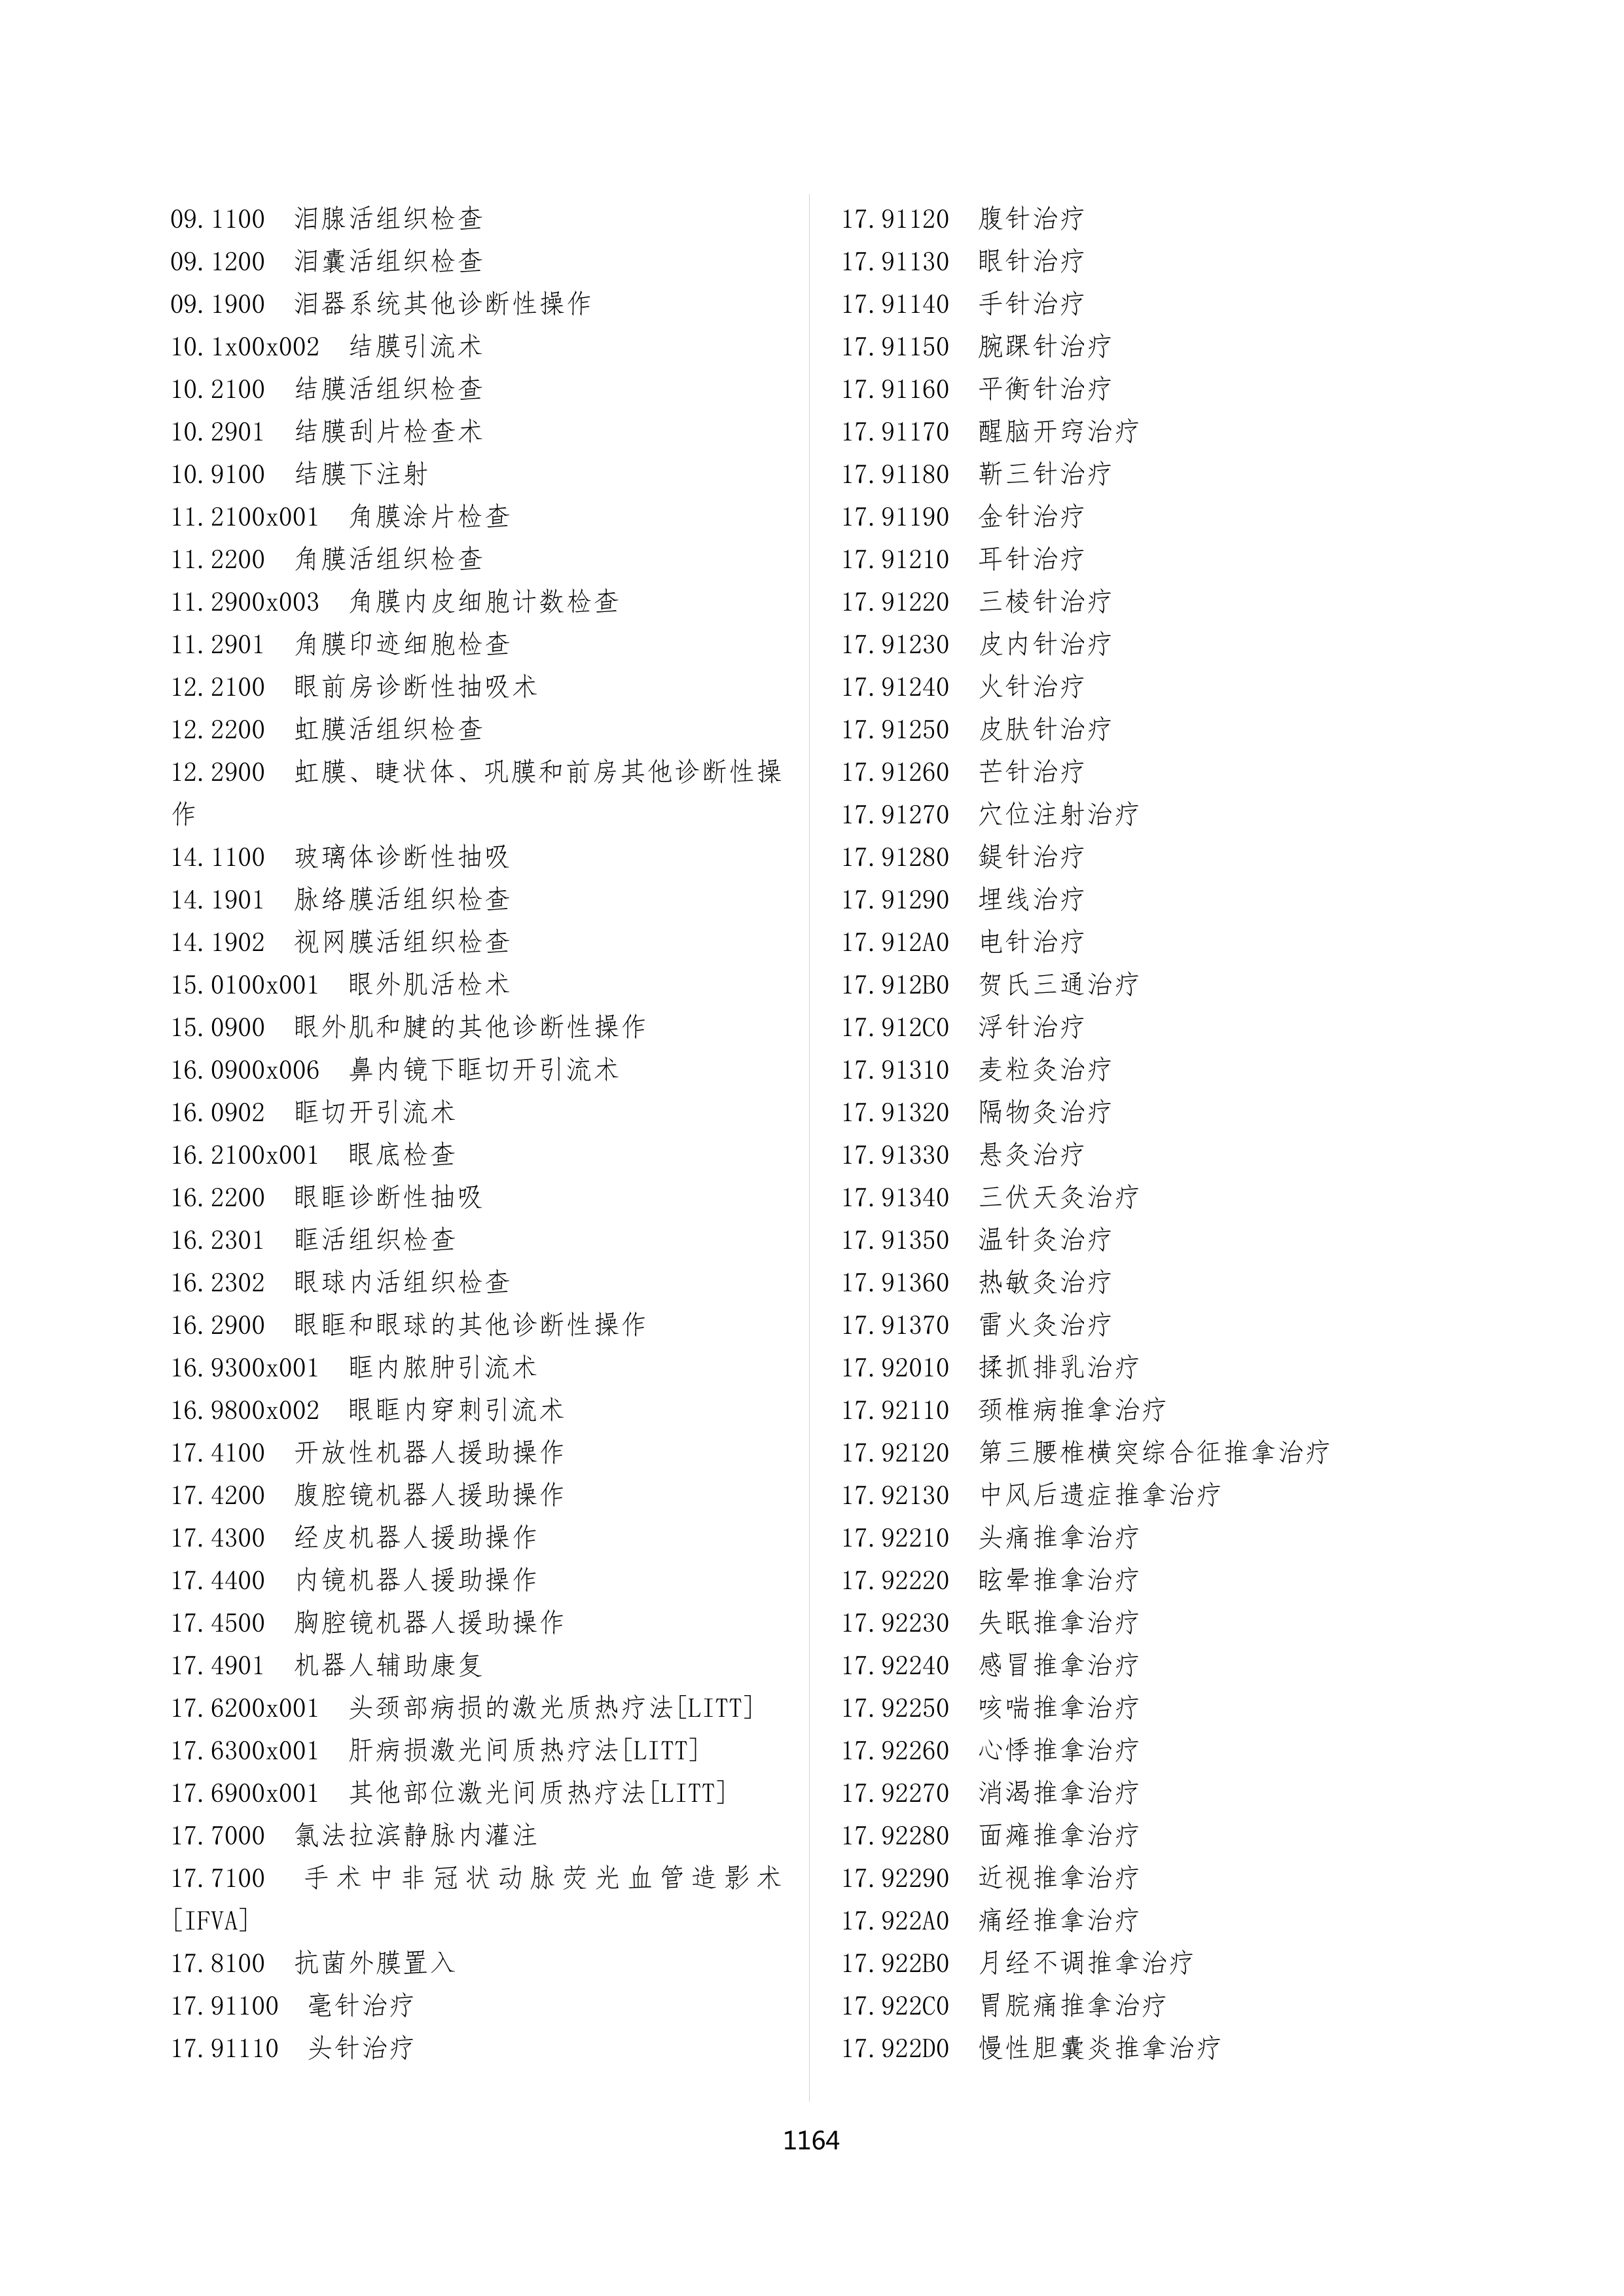 09.1100 泪腺活组织检查
09.1200 泪囊活组织检查
09.1900 泪器系统其他诊断性操作
10.1x00x002 结膜引流术
10.2100 结膜活组织检查
10.2901 结膜刮片检查术
10.9100 结膜下注射
11.2100x001 角膜涂片检查
11.2200 角膜活组织检查
11.2900x003 角膜内皮细胞计数检查
11.2901 角膜印迹细胞检查
12.2100 眼前房诊断性抽吸术
12.2200 虹膜活组织检查
12.2900 虹膜、睫状体、巩膜和前房其他诊断性操
作
14.1100 玻璃体诊断性抽吸
14.1901 脉络膜活组织检查
14.1902 视网膜活组织检查
15.0100x001 眼外肌活检术
15.0900 眼外肌和腱的其他诊断性操作
16.0900x006 鼻内镜下眶切开引流术
16.0902 眶切开引流术
16.2100x001 眼底检查
16.2200 眼眶诊断性抽吸
16.2301 眶活组织检查
16.2302 眼球内活组织检查
16.2900 眼眶和眼球的其他诊断性操作
16.9300x001 眶内脓肿引流术
16.9800x002 眼眶内穿刺引流术
17.4100 开放性机器人援助操作
17.4200 腹腔镜机器人援助操作
17.4300 经皮机器人援助操作
17.4400 内镜机器人援助操作
17.4500 胸腔镜机器人援助操作
17.4901 机器人辅助康复
17.6200x001 头颈部病损的激光质热疗法[LITT]
17.6300x001 肝病损激光间质热疗法[LITT]
17.6900x001 其他部位激光间质热疗法[LITT]
17.7000 氯法拉滨静脉内灌注
17.7100 手术中非冠状动脉荧光血管造影术
[IFVA]
17.8100 抗菌外膜置入
17.91100 毫针治疗
17.91110 头针治疗
17.91120 腹针治疗
17.91130 眼针治疗
17.91140 手针治疗
17.91150 腕踝针治疗
17.91160 平衡针治疗
17.91170 醒脑开窍治疗
17.91180 靳三针治疗
17.91190 金针治疗
17.91210 耳针治疗
17.91220 三棱针治疗
17.91230 皮内针治疗
17.91240 火针治疗
17.91250 皮肤针治疗
17.91260 芒针治疗
17.91270 穴位注射治疗
17.91280 鍉针治疗
17.91290 埋线治疗
17.912A0 电针治疗
17.912B0 贺氏三通治疗
17.912C0 浮针治疗
17.91310 麦粒灸治疗
17.91320 隔物灸治疗
17.91330 悬灸治疗
17.91340 三伏天灸治疗
17.91350 温针灸治疗
17.91360 热敏灸治疗
17.91370 雷火灸治疗
17.92010 揉抓排乳治疗
17.92110 颈椎病推拿治疗
17.92120 第三腰椎横突综合征推拿治疗
17.92130 中风后遗症推拿治疗
17.92210 头痛推拿治疗
17.92220 眩晕推拿治疗
17.92230 失眠推拿治疗
17.92240 感冒推拿治疗
17.92250 咳喘推拿治疗
17.92260 心悸推拿治疗
17.92270 消渴推拿治疗
17.92280 面瘫推拿治疗
17.92290 近视推拿治疗
17.922A0 痛经推拿治疗
17.922B0 月经不调推拿治疗
17.922C0 胃脘痛推拿治疗
17.922D0 慢性胆囊炎推拿治疗
1164